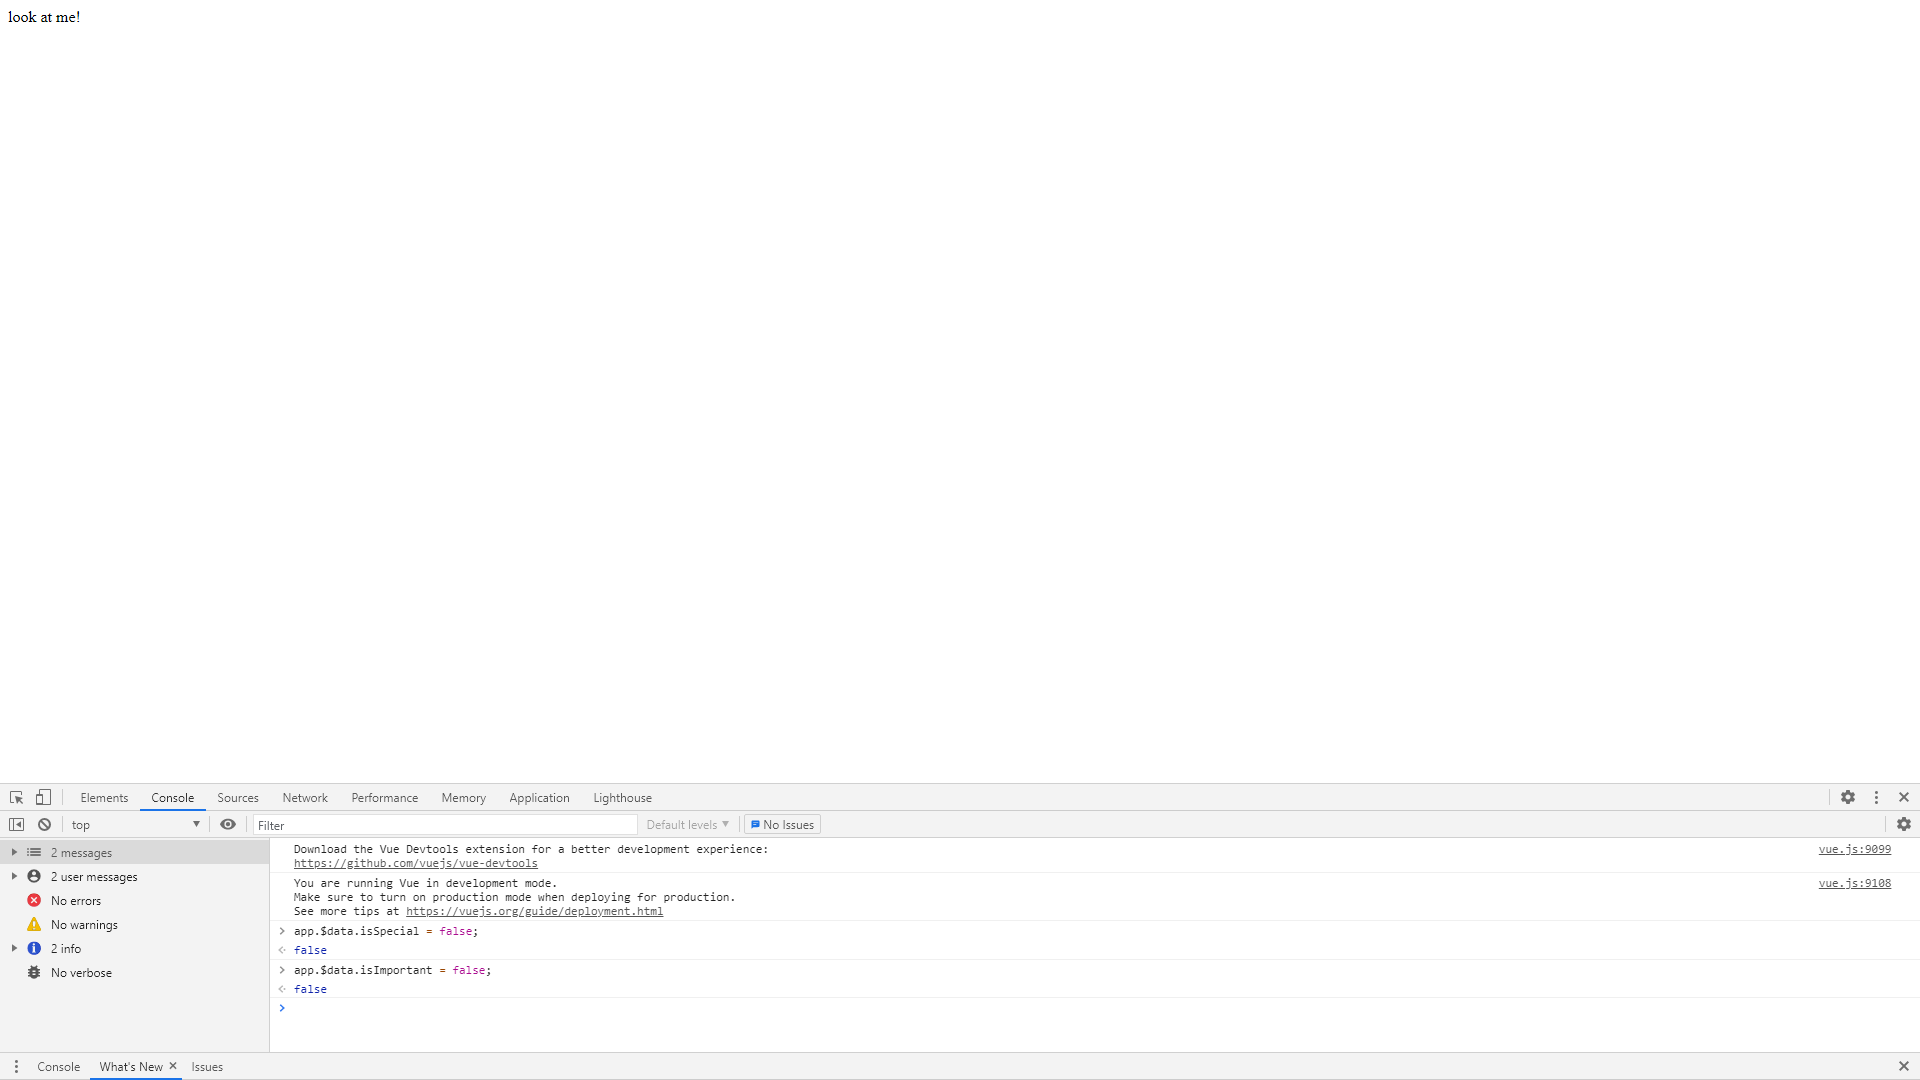 look at me!
Elements Console Sources Network Performance Memory Application Lighthouse
top Filter Default levels No Issues
2 messages
2 user messages
No errors
No warnings
2 info
No verbose
Download the Vue Devtools extension for a better development experience: vue.js:9099
https://github.com/vuejs/vue-devtools
You are running Vue in development mode. vue.js:9108
Make sure to turn on production mode when deploying for production.
See more tips at https://vuejs.org/guide/deployment.html
app.$data.isSpecial = false;
false
app.$data.isImportant = false;
false
Console What's New Issues